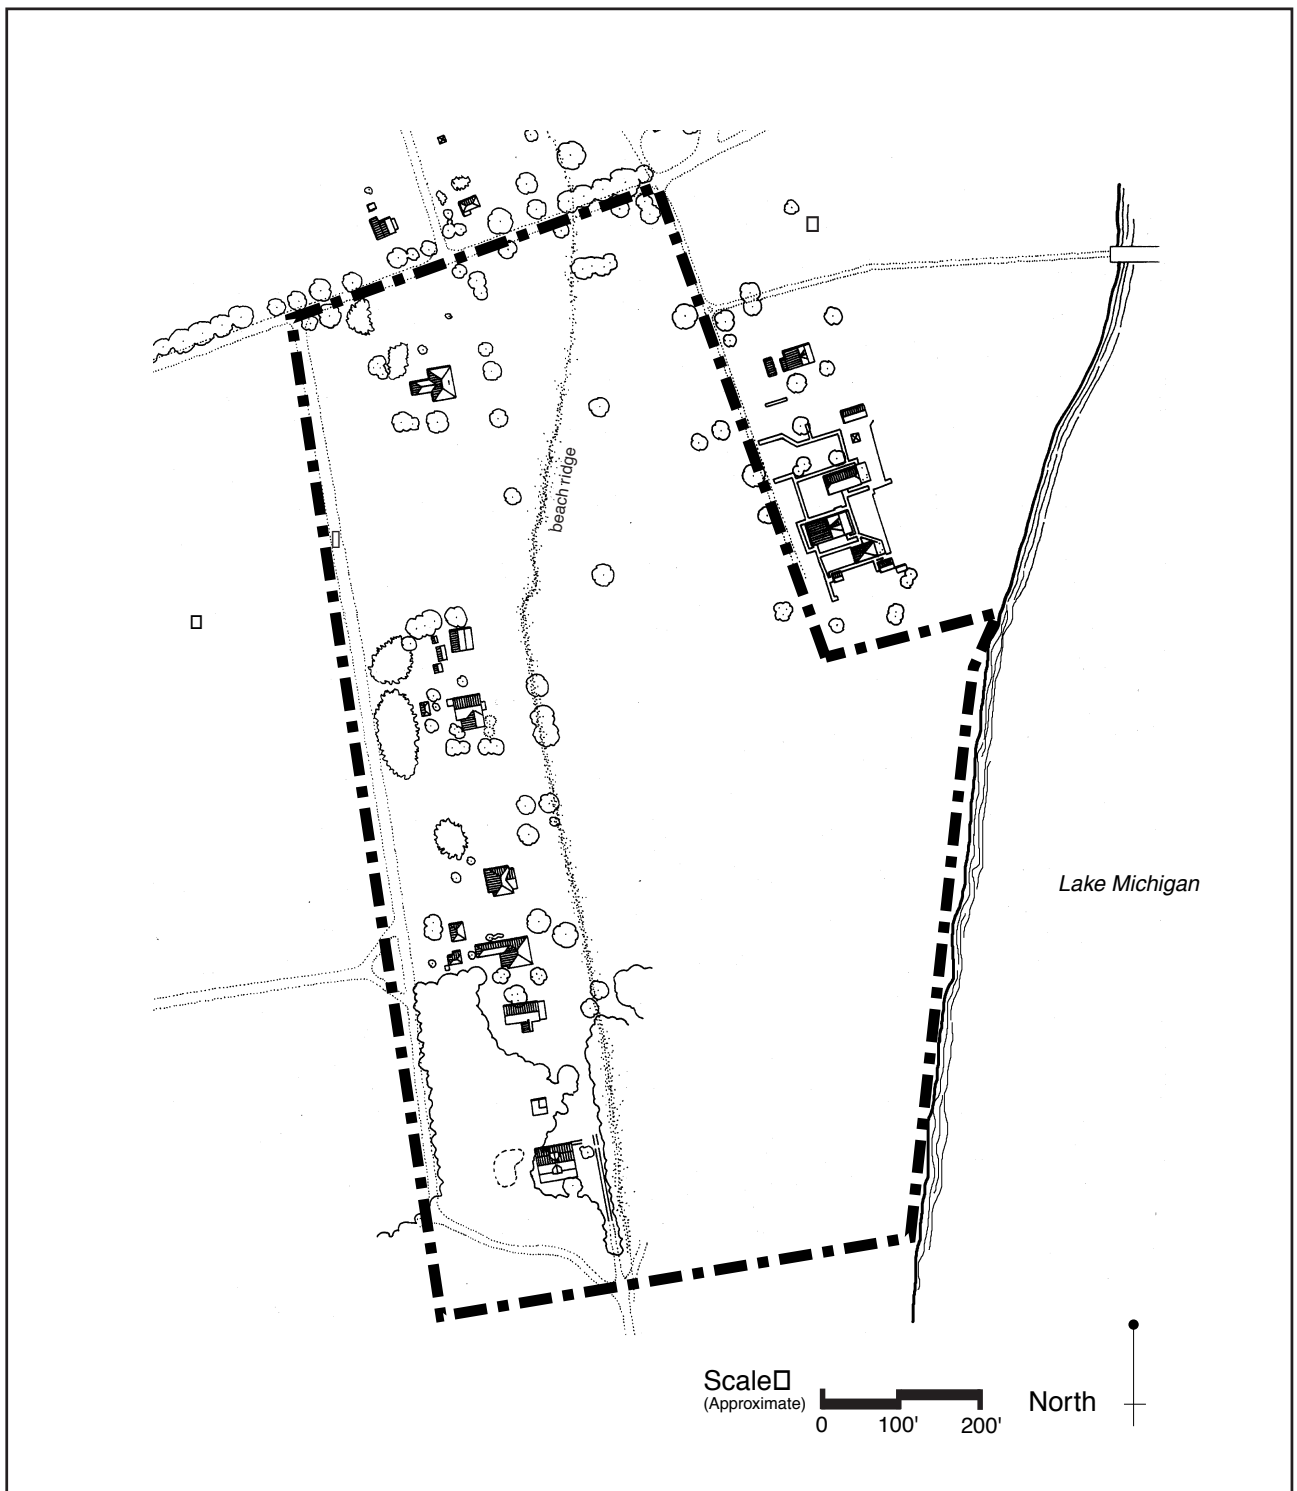 beach ridge
Lake Michigan
Scale□
(Approximate)
0 100' 200'
North